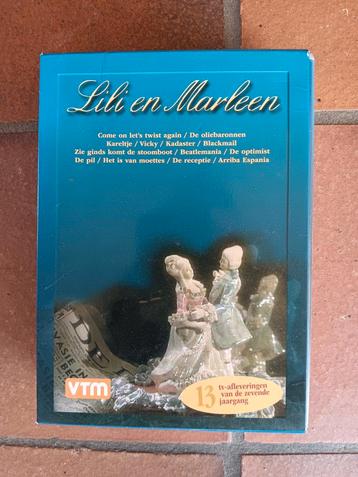 Lili en Marleen
Come on let's twist again / De oliebaronnen
Kareltje / Vicky / Kadaster / Blackmail
Zie ginds komt de stoomboot / Beatlemania / De optimist
De pil / Het is van moettes / De receptie / Arriba Espania
VTM
13 tv-afleveringen
van de zevende
jaargang